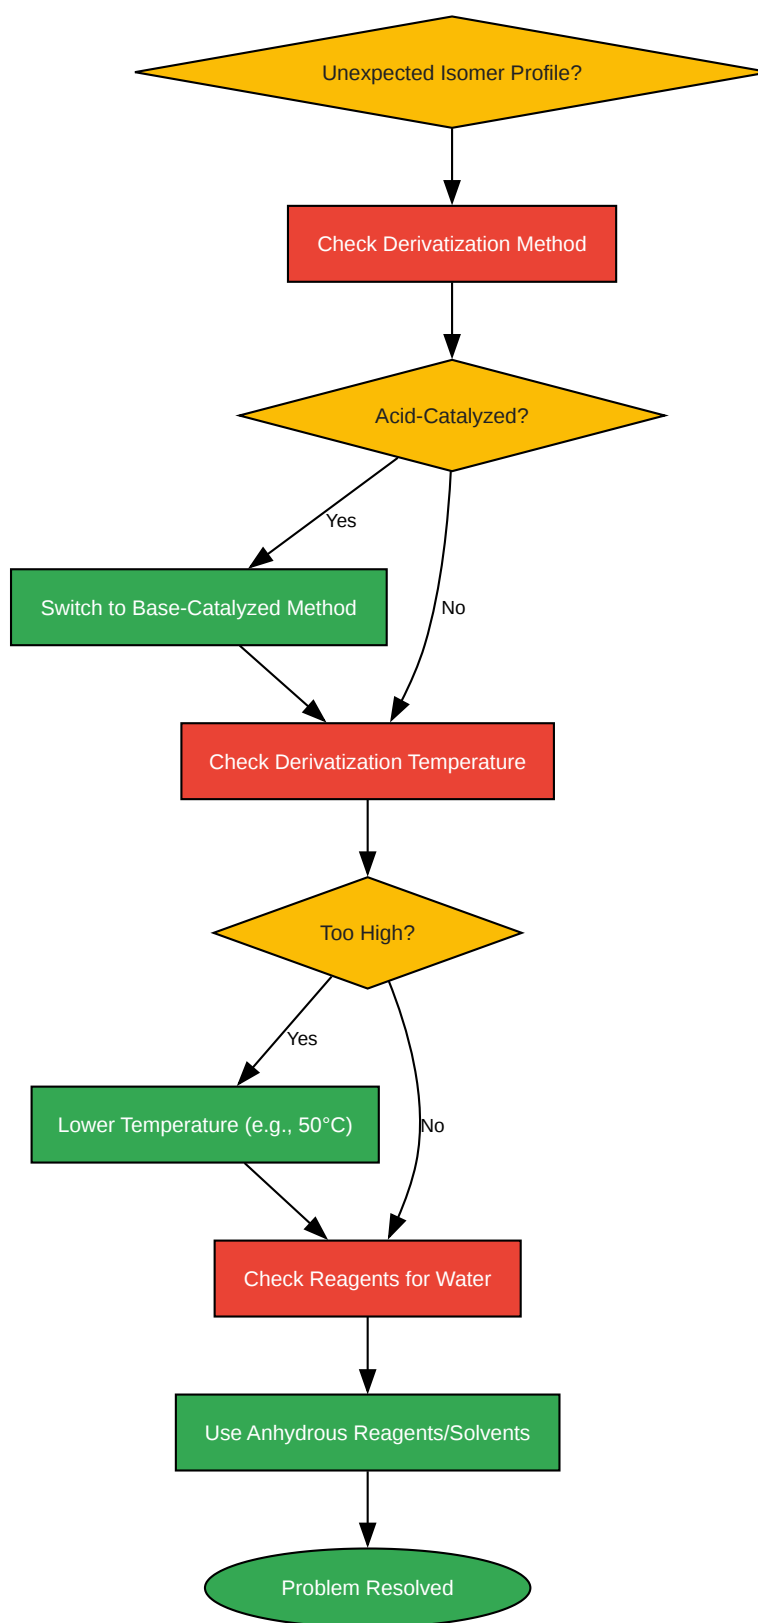 Unexpected Isomer Profile?
Check Derivatization Method
Acid-Catalyzed?
Yes
Switch to Base-Catalyzed Method
No
Check Derivatization Temperature
Too High?
Yes
Lower Temperature (e.g., 50°C)
No
Check Reagents for Water
Use Anhydrous Reagents/Solvents
Problem Resolved